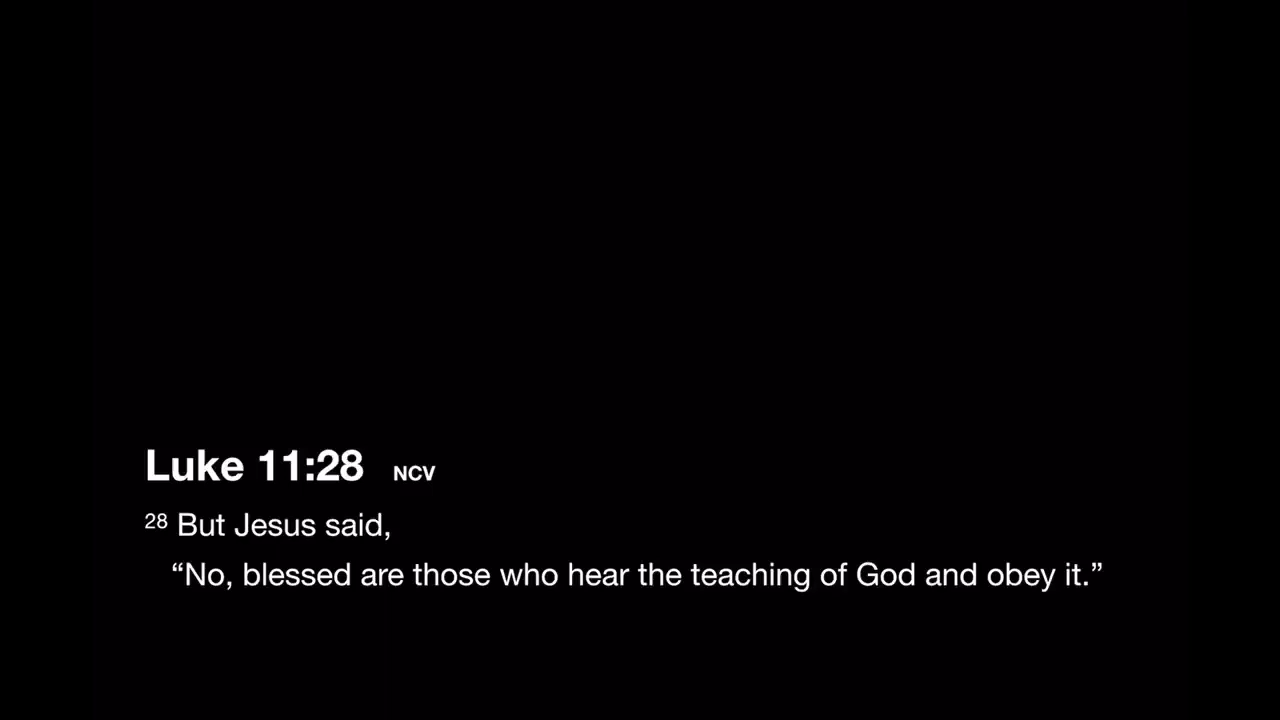 Luke 11:28 NCV
28 But Jesus said,
“No, blessed are those who hear the teaching of God and obey it.”